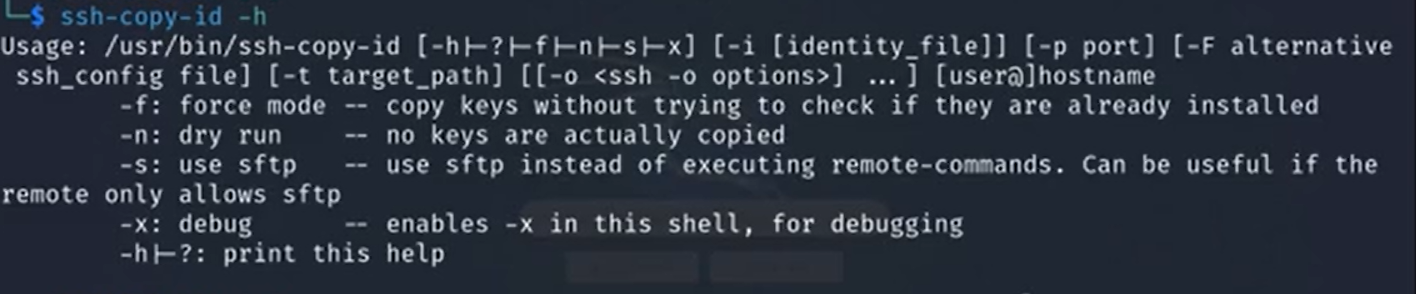 └─$ ssh-copy-id -h
Usage: /usr/bin/ssh-copy-id [-h|-?|-f|-n|-s|-x] [-i [identity_file]] [-p port] [-F alternative
ssh_config file] [-t target_path] [[-o <ssh -o options>] ...] [user@]hostname
-f: force mode -- copy keys without trying to check if they are already installed
-n: dry run -- no keys are actually copied
-s: use sftp -- use sftp instead of executing remote-commands. Can be useful if the
remote only allows sftp
-x: debug -- enables -x in this shell, for debugging
-h|-?: print this help